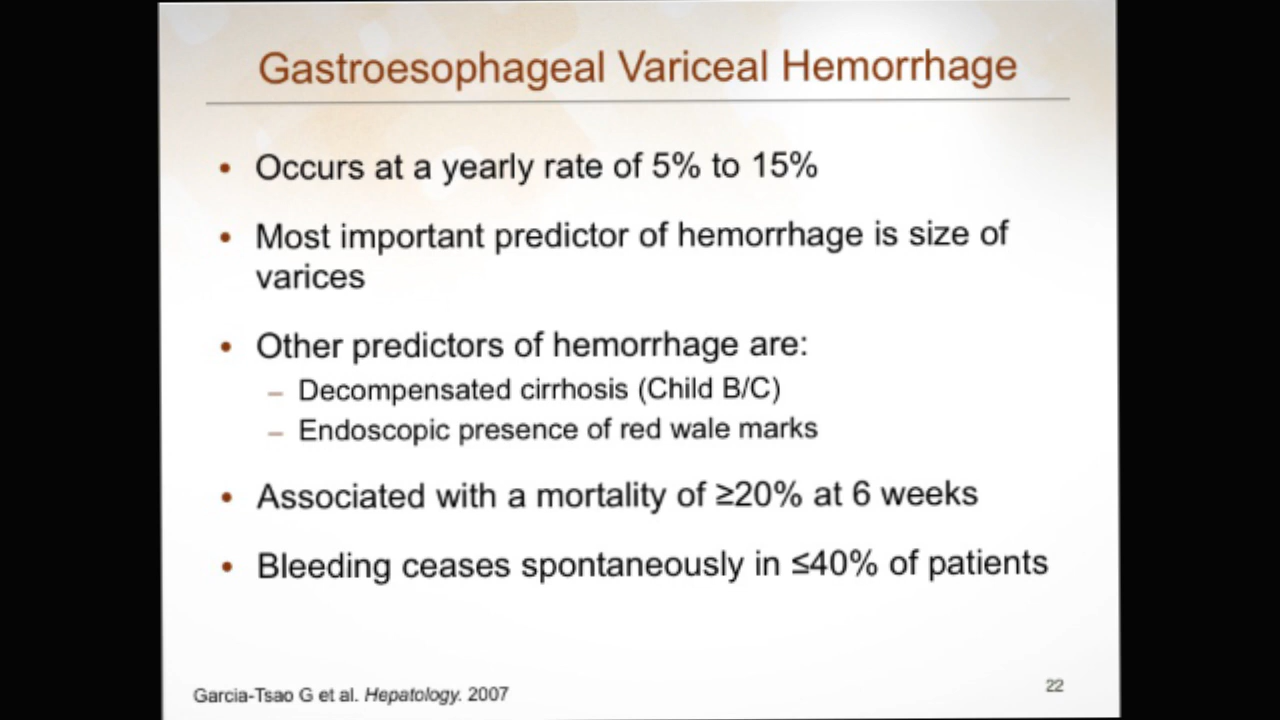 Gastroesophageal Variceal Hemorrhage
• Occurs at a yearly rate of 5% to 15%
• Most important predictor of hemorrhage is size of
varices
• Other predictors of hemorrhage are:
– Decompensated cirrhosis (Child B/C)
– Endoscopic presence of red wale marks
• Associated with a mortality of ≥20% at 6 weeks
• Bleeding ceases spontaneously in ≤40% of patients
Garcia-Tsao G et al. Hepatology. 2007
22